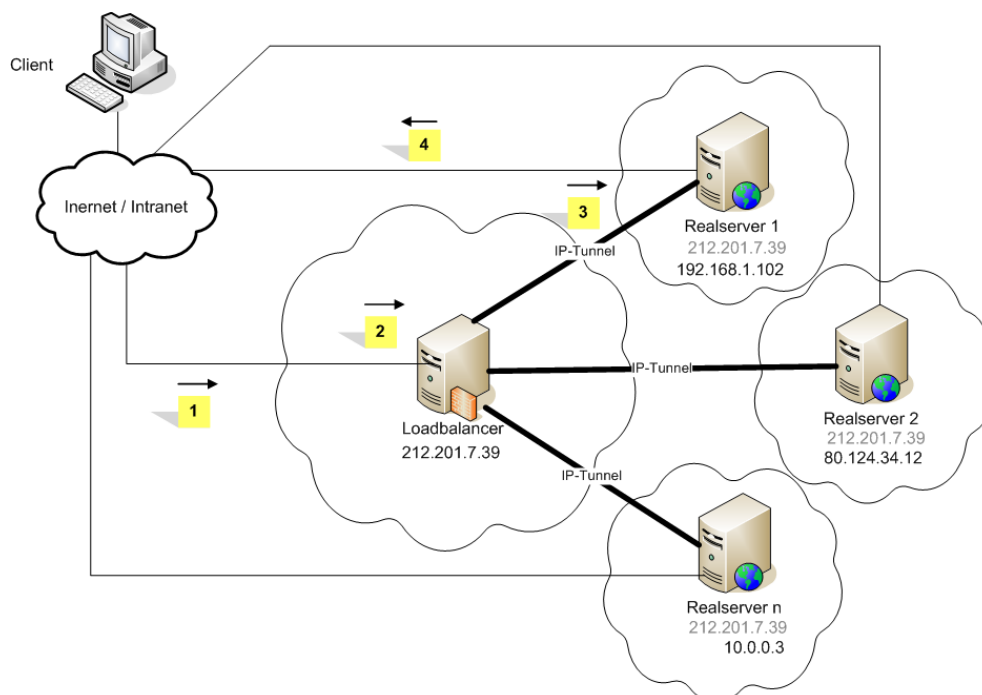 Client
Inernet / Intranet
4
3
Realserver 1
212.201.7.39
192.168.1.102
IP-Tunnel
2
1
Loadbalancer
212.201.7.39
IP-Tunnel
Realserver 2
212.201.7.39
80.124.34.12
IP-Tunnel
Realserver n
212.201.7.39
10.0.0.3